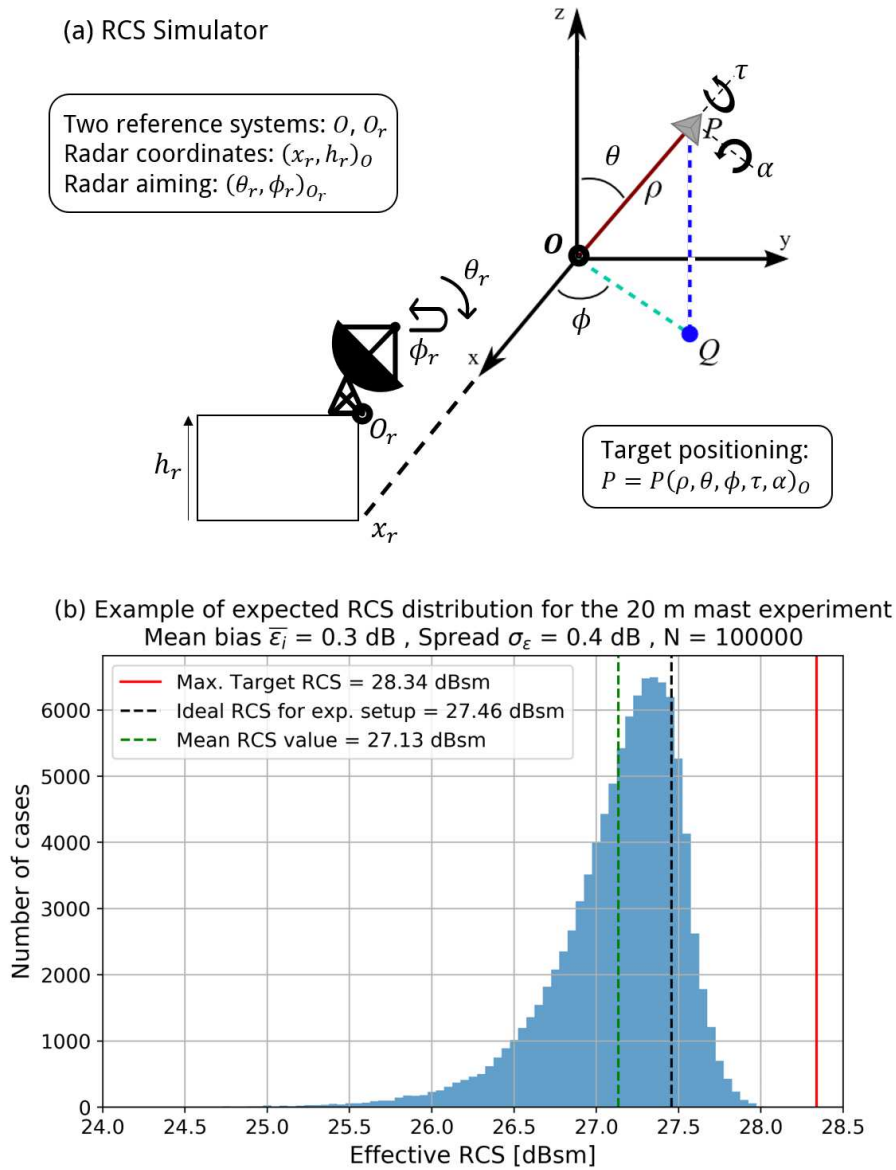 (a) RCS Simulator
Two reference systems: O, O_r
Radar coordinates: (x_r, h_r)_O
Radar aiming: (θ_r, ϕ_r)_{O_r}
z
τ
P
θ
α
ρ
O
y
θ_r
ϕ
ϕ_r
x
Q
O_r
h_r
x_r
Target positioning:
P = P(ρ, θ, ϕ, τ, α)_O
(b) Example of expected RCS distribution for the 20 m mast experiment
Mean bias \overline{ε_i} = 0.3 dB , Spread σ_ε = 0.4 dB , N = 100000
Max. Target RCS = 28.34 dBsm
Ideal RCS for exp. setup = 27.46 dBsm
Mean RCS value = 27.13 dBsm
Number of cases
6000
5000
4000
3000
2000
1000
0
24.0 24.5 25.0 25.5 26.0 26.5 27.0 27.5 28.0 28.5
Effective RCS [dBsm]